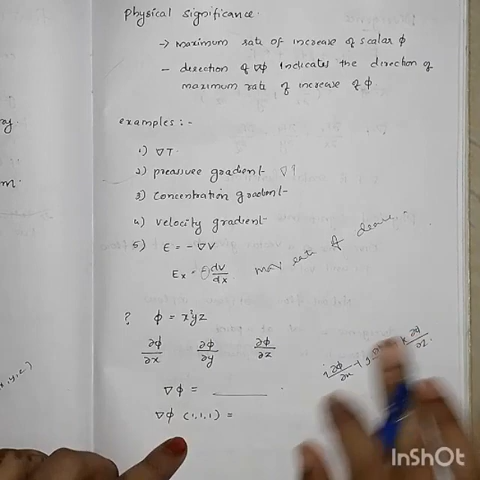 physical significance.
→ maximum rate of increase of scalar φ
- direction of ∇φ indicates the direction of
maximum rate of increase of φ
examples :-
1) ∇T.
2) pressure gradient
3) concentration gradient
4) velocity gradient
5) E = -∇V
Ex = (-) dV/dx
max rate of
? φ = x²yz
∂φ/∂x ∂φ/∂y ∂φ/∂z
∇φ = ______ .
∇φ (1,1,1) =
InShOt